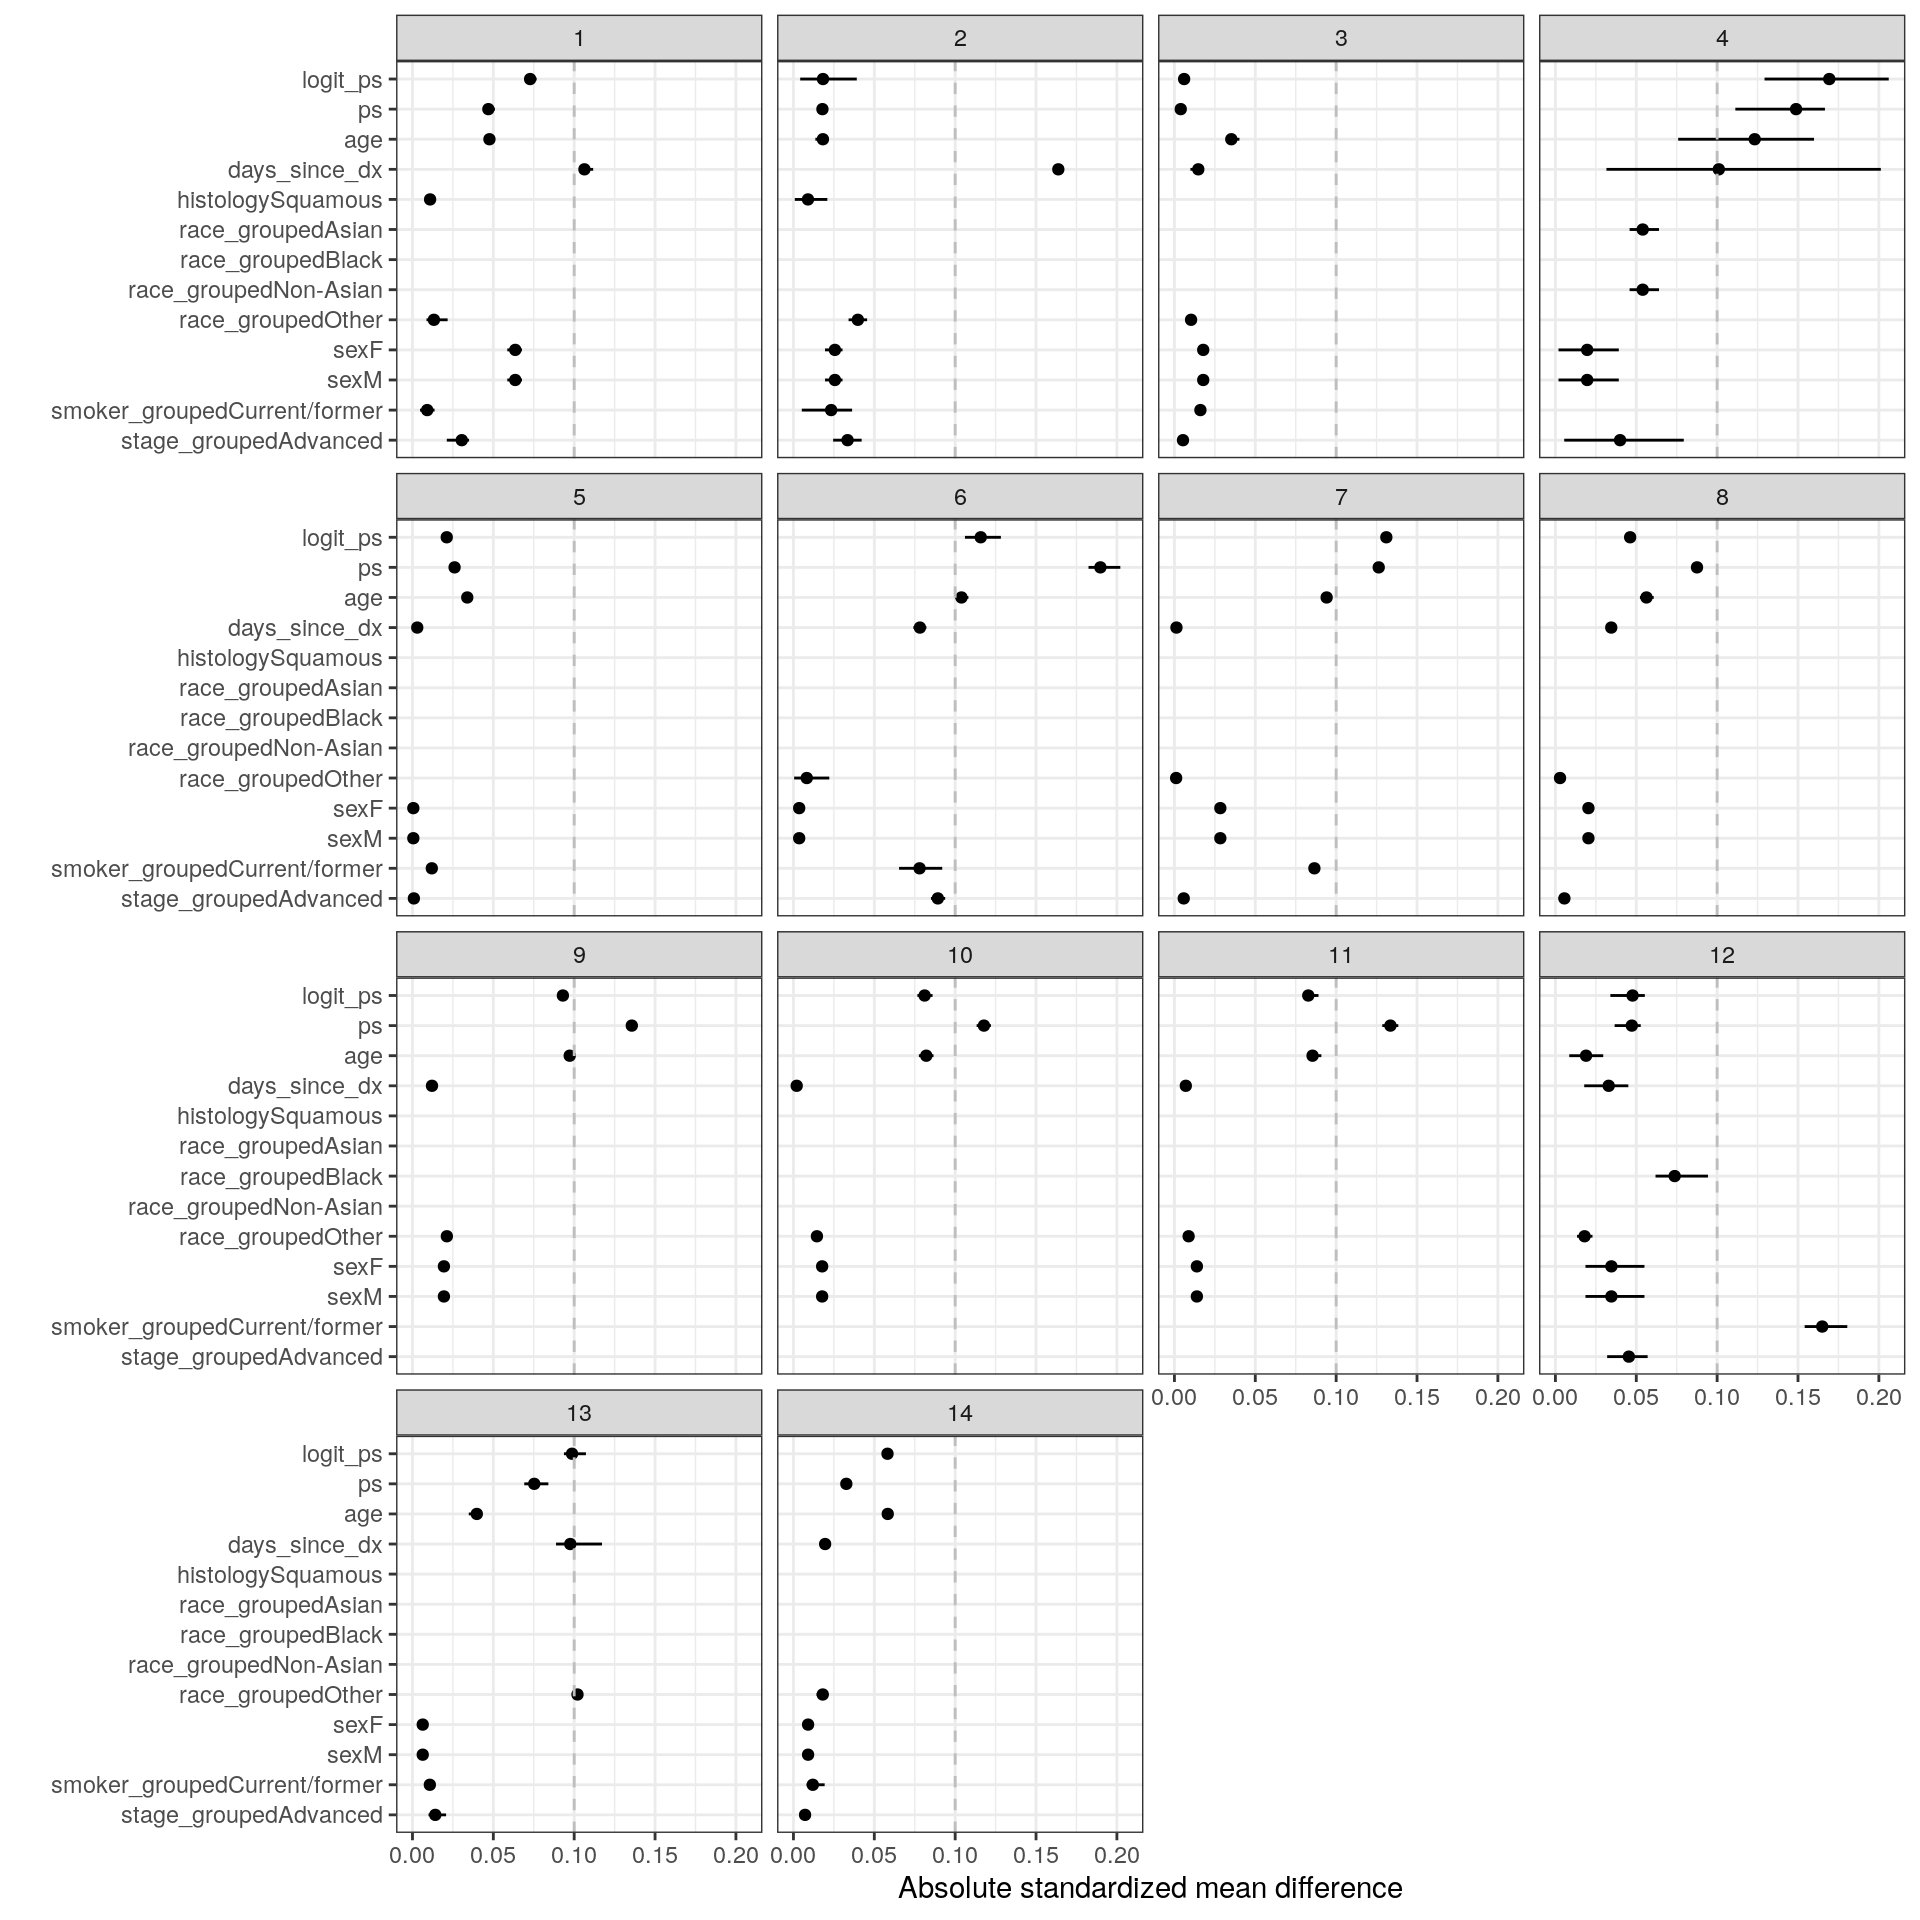 1 2 3 4
logit_ps
ps
age
days_since_dx
histologySquamous
race_groupedAsian
race_groupedBlack
race_groupedNon-Asian
race_groupedOther
sexF
sexM
smoker_groupedCurrent/former
stage_groupedAdvanced
5 6 7 8
logit_ps
ps
age
days_since_dx
histologySquamous
race_groupedAsian
race_groupedBlack
race_groupedNon-Asian
race_groupedOther
sexF
sexM
smoker_groupedCurrent/former
stage_groupedAdvanced
9 10 11 12
logit_ps
ps
age
days_since_dx
histologySquamous
race_groupedAsian
race_groupedBlack
race_groupedNon-Asian
race_groupedOther
sexF
sexM
smoker_groupedCurrent/former
stage_groupedAdvanced
0.00 0.05 0.10 0.15 0.20 0.00 0.05 0.10 0.15 0.20
13 14
logit_ps
ps
age
days_since_dx
histologySquamous
race_groupedAsian
race_groupedBlack
race_groupedNon-Asian
race_groupedOther
sexF
sexM
smoker_groupedCurrent/former
stage_groupedAdvanced
0.00 0.05 0.10 0.15 0.20 0.00 0.05 0.10 0.15 0.20
Absolute standardized mean difference